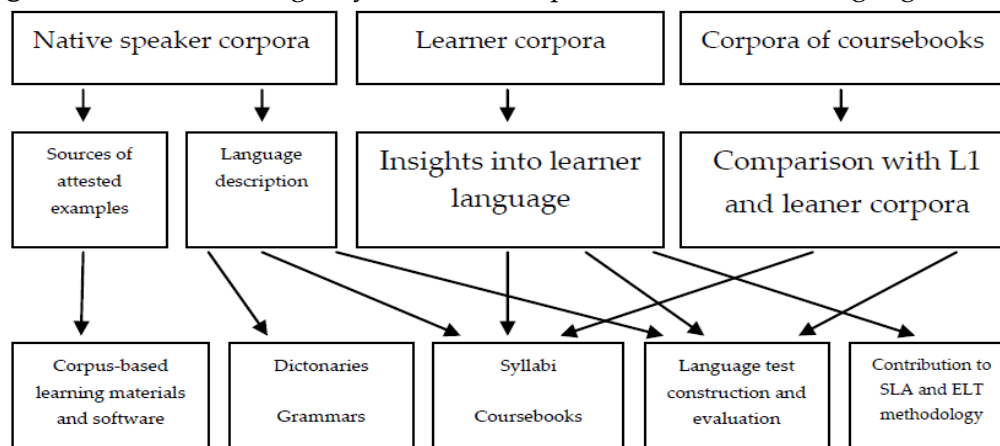 Native speaker corpora
Learner corpora
Corpora of coursebooks
Sources of
attested
examples
Language
description
Insights into learner
language
Comparison with L1
and leaner corpora
Corpus-based
learning materials
and software
Dictonaries
Grammars
Syllabi
Coursebooks
Language test
construction and
evaluation
Contribution to
SLA and ELT
methodology